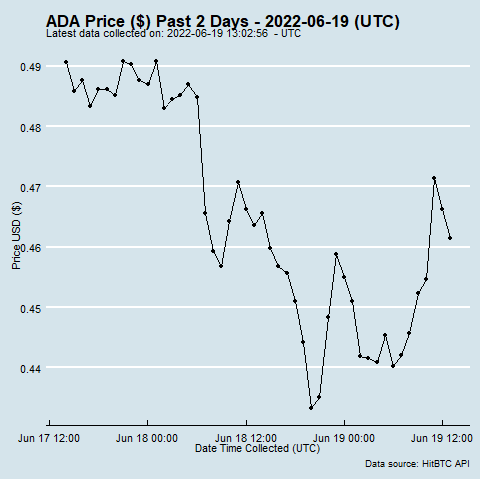 ADA Price ($) Past 2 Days - 2022-06-19 (UTC)
Latest data collected on: 2022-06-19 13:02:56 - UTC
0.49
0.48
0.47
0.46
0.45
0.44
Price USD ($)
Jun 17 12:00 Jun 18 00:00 Jun 18 12:00 Jun 19 00:00 Jun 19 12:00
Date Time Collected (UTC)
Data source: HitBTC API